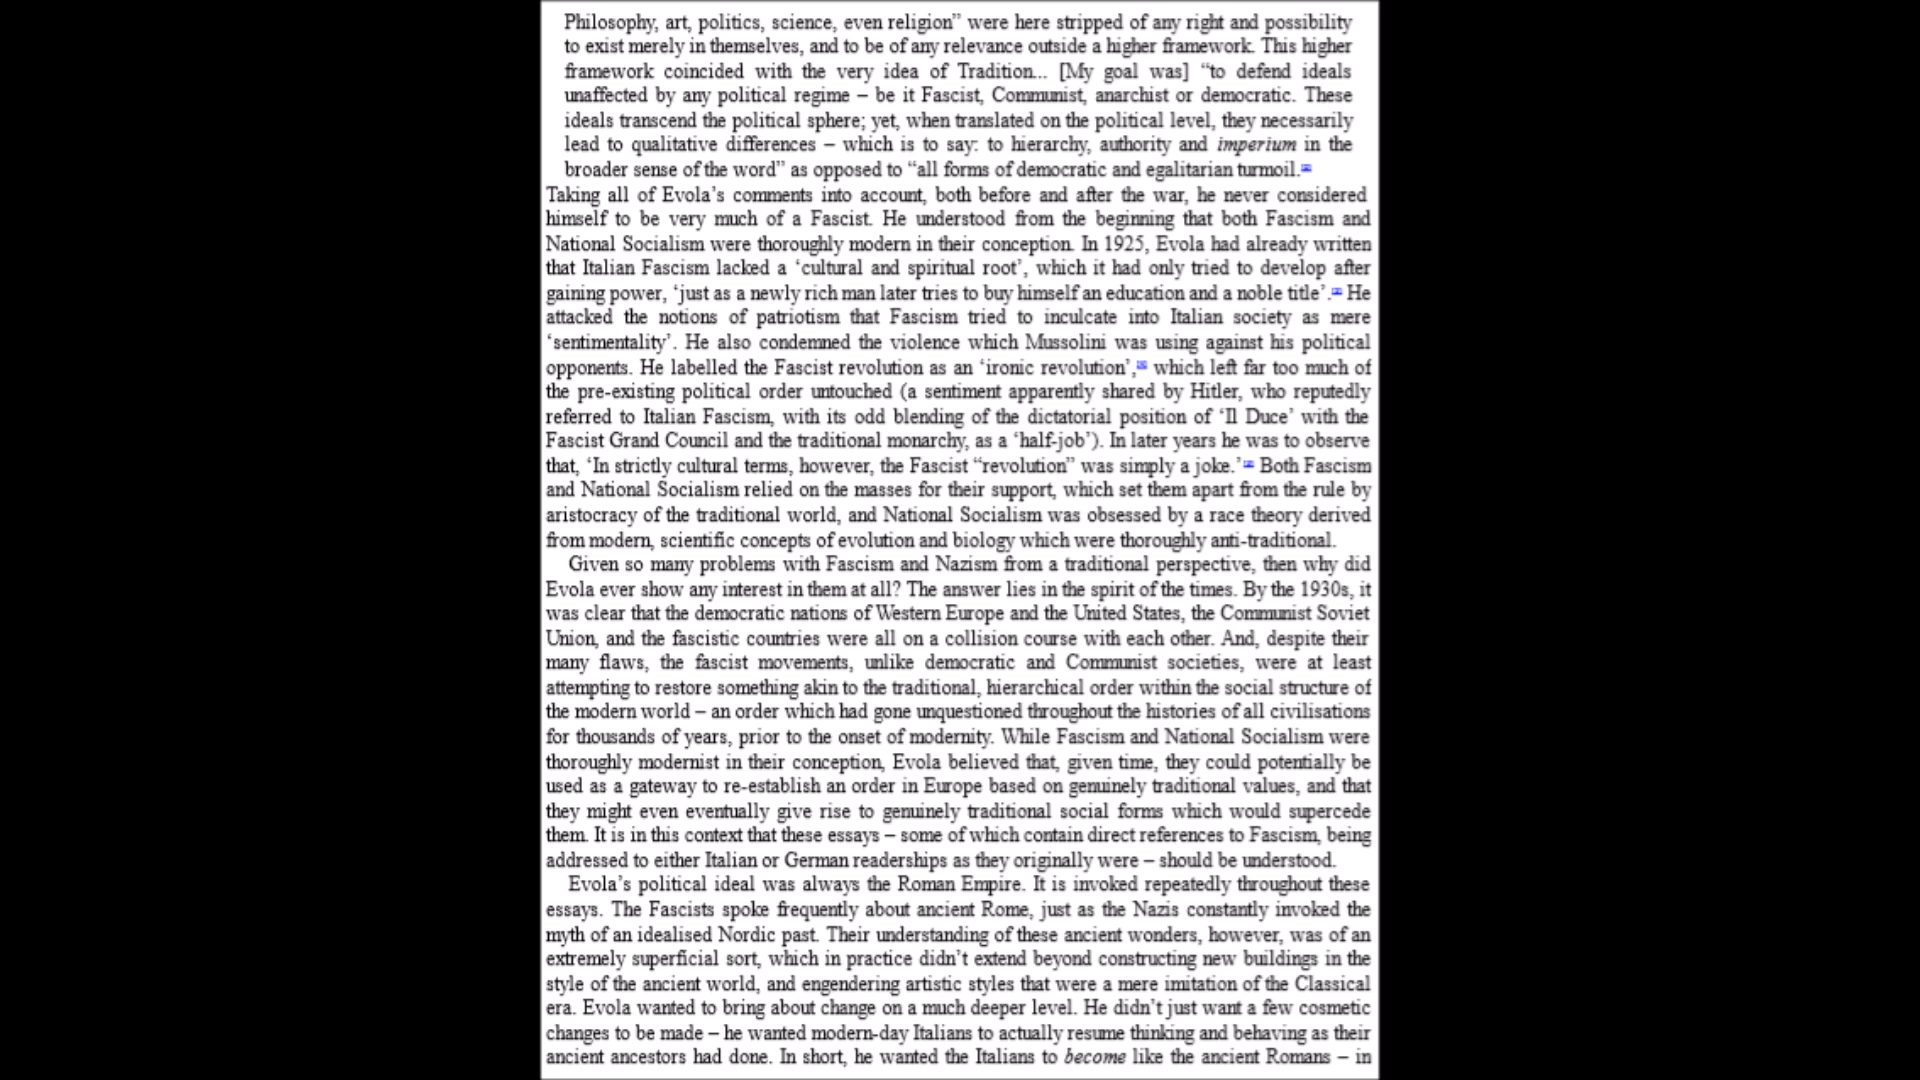 Philosophy, art, politics, science, even religion” were here stripped of any right and possibility
to exist merely in themselves, and to be of any relevance outside a higher framework. This higher
framework coincided with the very idea of Tradition... [My goal was] “to defend ideals
unaffected by any political regime – be it Fascist, Communist, anarchist or democratic. These
ideals transcend the political sphere; yet, when translated on the political level, they necessarily
lead to qualitative differences – which is to say: to hierarchy, authority and imperium in the
broader sense of the word” as opposed to “all forms of democratic and egalitarian turmoil.
Taking all of Evola’s comments into account, both before and after the war, he never considered
himself to be very much of a Fascist. He understood from the beginning that both Fascism and
National Socialism were thoroughly modern in their conception. In 1925, Evola had already written
that Italian Fascism lacked a ‘cultural and spiritual root’, which it had only tried to develop after
gaining power, ‘just as a newly rich man later tries to buy himself an education and a noble title’. He
attacked the notions of patriotism that Fascism tried to inculcate into Italian society as mere
‘sentimentality’. He also condemned the violence which Mussolini was using against his political
opponents. He labelled the Fascist revolution as an ‘ironic revolution’, which left far too much of
the pre-existing political order untouched (a sentiment apparently shared by Hitler, who reputedly
referred to Italian Fascism, with its odd blending of the dictatorial position of ‘Il Duce’ with the
Fascist Grand Council and the traditional monarchy, as a ‘half-job’). In later years he was to observe
that, ‘In strictly cultural terms, however, the Fascist “revolution” was simply a joke.’ Both Fascism
and National Socialism relied on the masses for their support, which set them apart from the rule by
aristocracy of the traditional world, and National Socialism was obsessed by a race theory derived
from modern, scientific concepts of evolution and biology which were thoroughly anti-traditional.
Given so many problems with Fascism and Nazism from a traditional perspective, then why did
Evola ever show any interest in them at all? The answer lies in the spirit of the times. By the 1930s, it
was clear that the democratic nations of Western Europe and the United States, the Communist Soviet
Union, and the fascistic countries were all on a collision course with each other. And, despite their
many flaws, the fascist movements, unlike democratic and Communist societies, were at least
attempting to restore something akin to the traditional, hierarchical order within the social structure of
the modern world – an order which had gone unquestioned throughout the histories of all civilisations
for thousands of years, prior to the onset of modernity. While Fascism and National Socialism were
thoroughly modernist in their conception, Evola believed that, given time, they could potentially be
used as a gateway to re-establish an order in Europe based on genuinely traditional values, and that
they might even eventually give rise to genuinely traditional social forms which would supercede
them. It is in this context that these essays – some of which contain direct references to Fascism, being
addressed to either Italian or German readerships as they originally were – should be understood.
Evola’s political ideal was always the Roman Empire. It is invoked repeatedly throughout these
essays. The Fascists spoke frequently about ancient Rome, just as the Nazis constantly invoked the
myth of an idealised Nordic past. Their understanding of these ancient wonders, however, was of an
extremely superficial sort, which in practice didn’t extend beyond constructing new buildings in the
style of the ancient world, and engendering artistic styles that were a mere imitation of the Classical
era. Evola wanted to bring about change on a much deeper level. He didn’t just want a few cosmetic
changes to be made – he wanted modern-day Italians to actually resume thinking and behaving as their
ancient ancestors had done. In short, he wanted the Italians to become like the ancient Romans – in